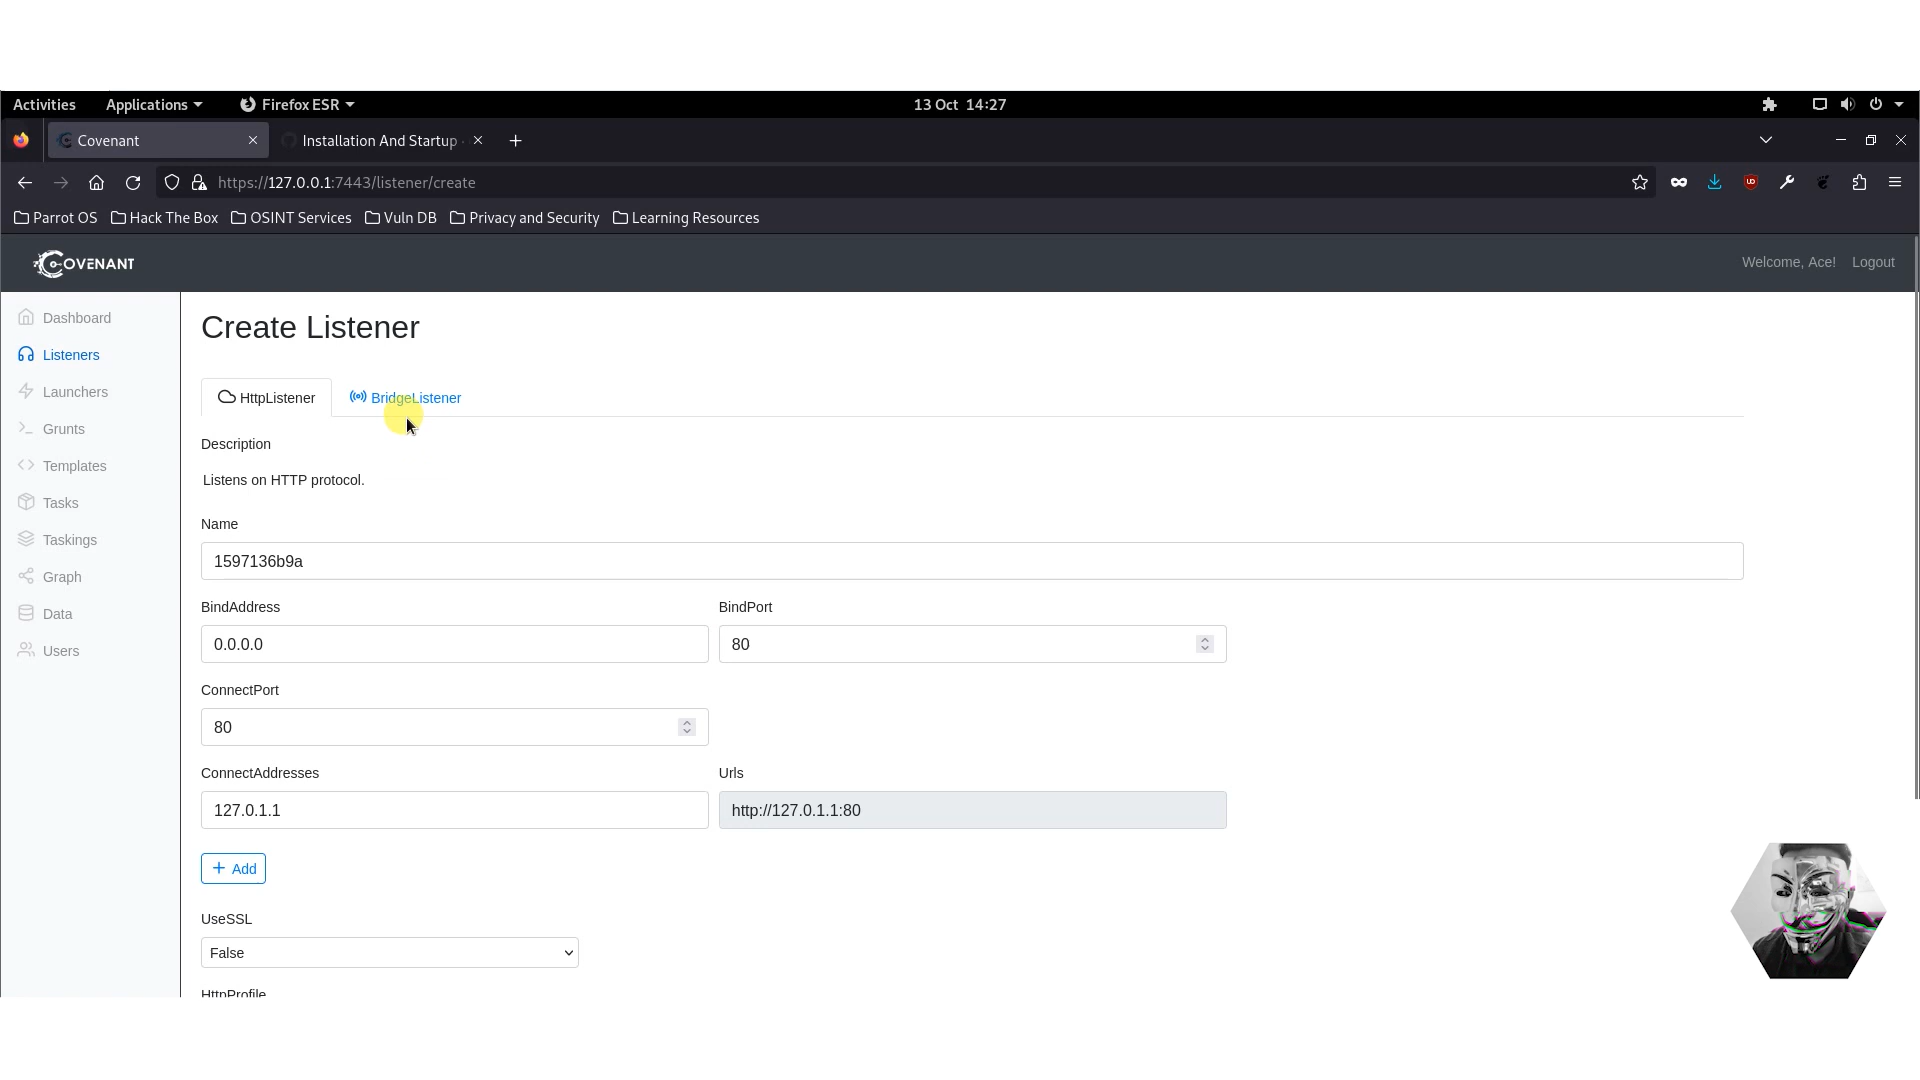 Activities Applications Firefox ESR 13 Oct 14:27
Covenant Installation And Startup ·
https://127.0.0.1:7443/listener/create
Parrot OS Hack The Box OSINT Services Vuln DB Privacy and Security Learning Resources
COVENANT Welcome, Ace! Logout
Dashboard
Listeners
Launchers
Grunts
Templates
Tasks
Taskings
Graph
Data
Users
Create Listener
HttpListener BridgeListener
Description
Listens on HTTP protocol.
Name
1597136b9a
BindAddress BindPort
0.0.0.0 80
ConnectPort
80
ConnectAddresses Urls
127.0.1.1 http://127.0.1.1:80
+ Add
UseSSL
False
HttpProfile